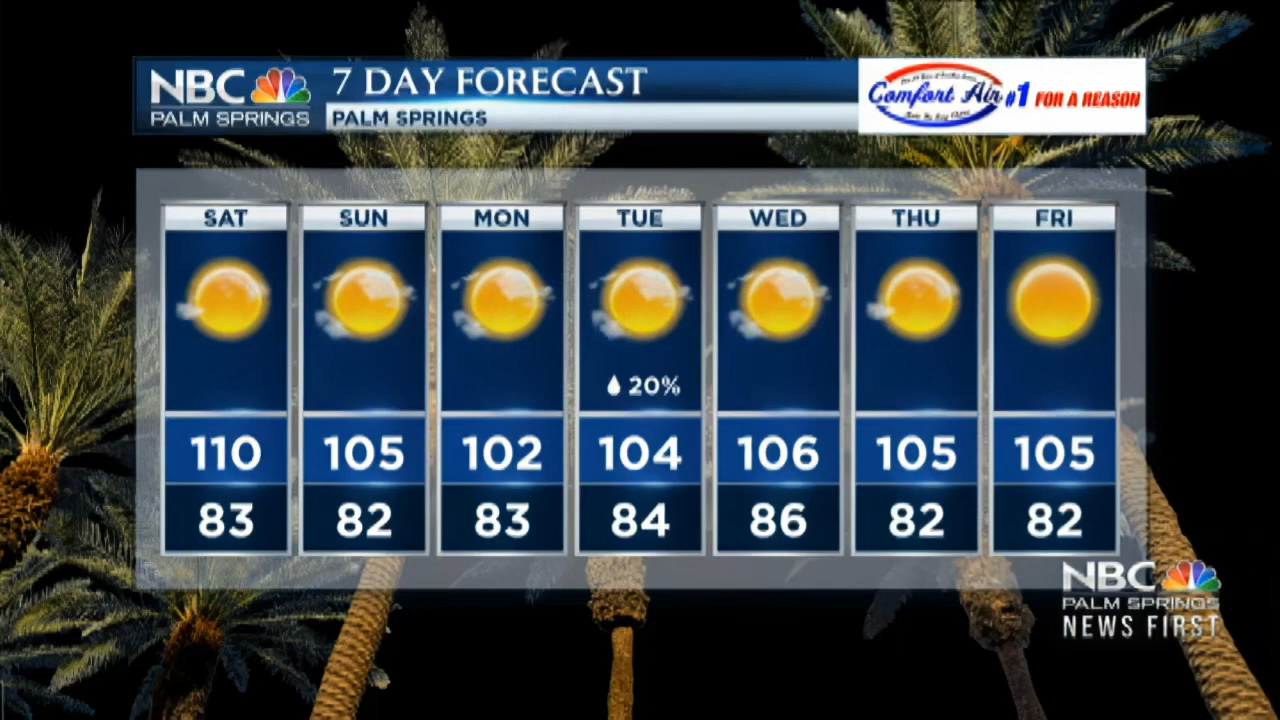 NBC
PALM SPRINGS
7 DAY FORECAST
PALM SPRINGS
Comfort Air
#1 FOR A REASON
SAT SUN MON TUE WED THU FRI
20%
110 105 102 104 106 105 105
83 82 83 84 86 82 82
NBC
PALM SPRINGS
NEWS FIRST